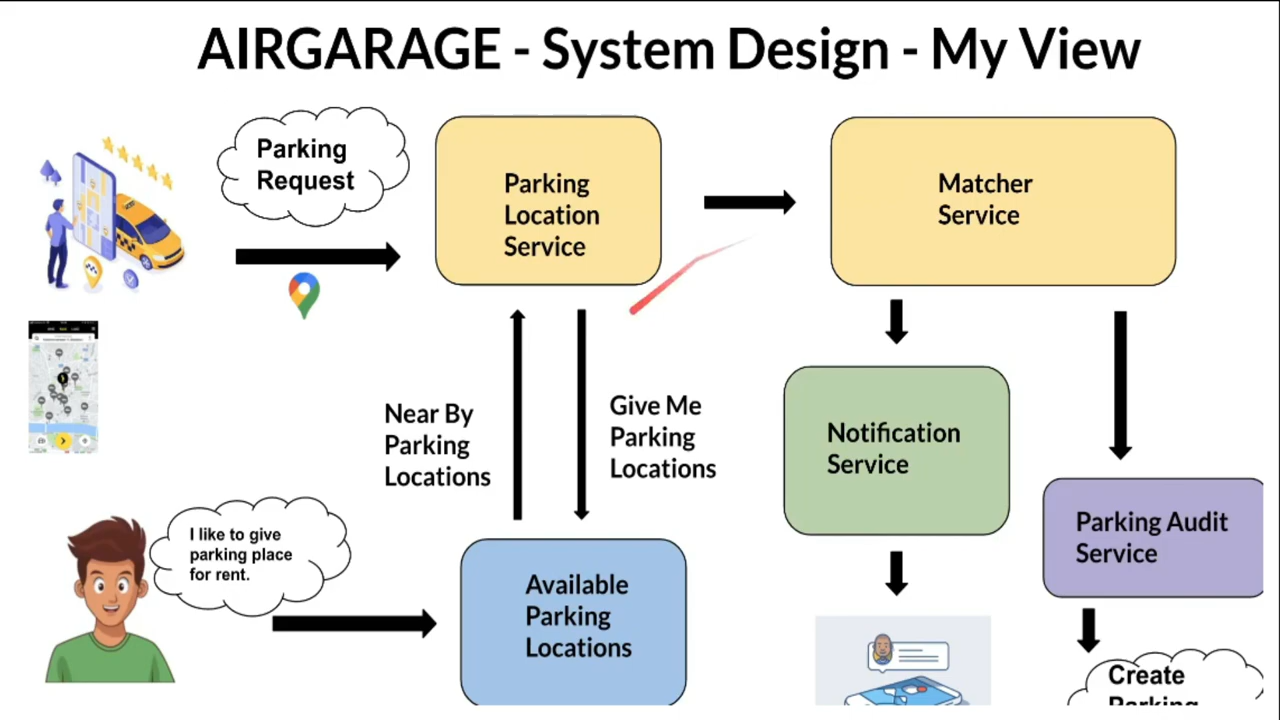 AIRGARAGE - System Design - My View
Parking
Request
Parking
Location
Service
Matcher
Service
Near By
Parking
Locations
Give Me
Parking
Locations
Notification
Service
I like to give
parking place
for rent.
Available
Parking
Locations
Parking Audit
Service
Create
Parking